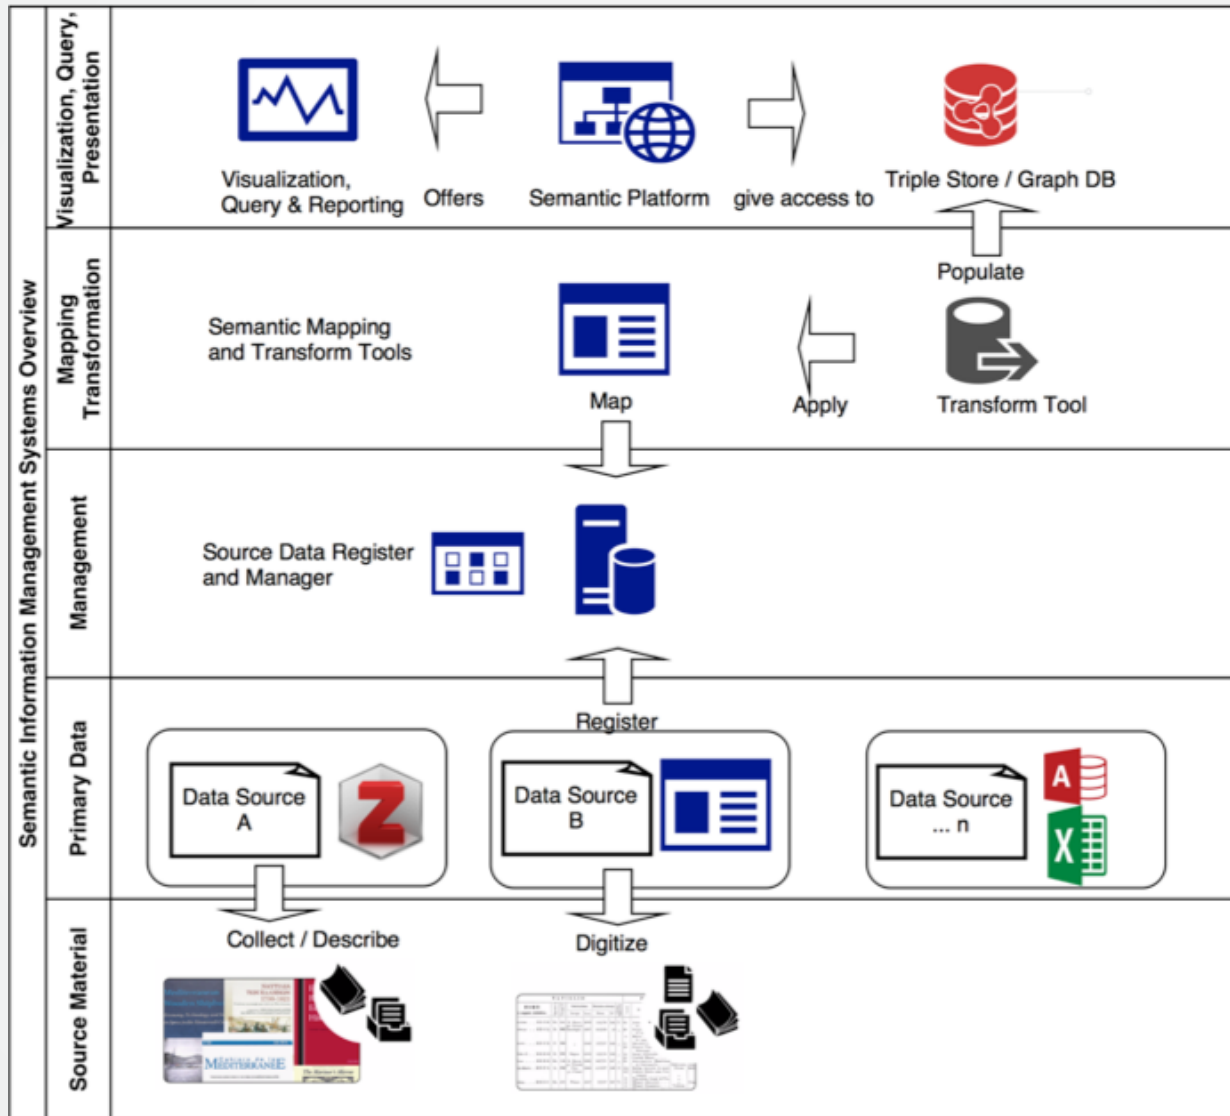 Semantic Information Management Systems Overview
Visualization, Query,
Presentation
Visualization,
Query & Reporting
Offers
Semantic Platform
give access to
Triple Store / Graph DB
Mapping
Transformation
Semantic Mapping
and Transform Tools
Map
Apply
Populate
Transform Tool
Management
Source Data Register
and Manager
Primary Data
Register
Data Source
A
Z
Data Source
B
Data Source
... n
A
X
Source Material
Collect / Describe
Digitize
MEDITERRANEE